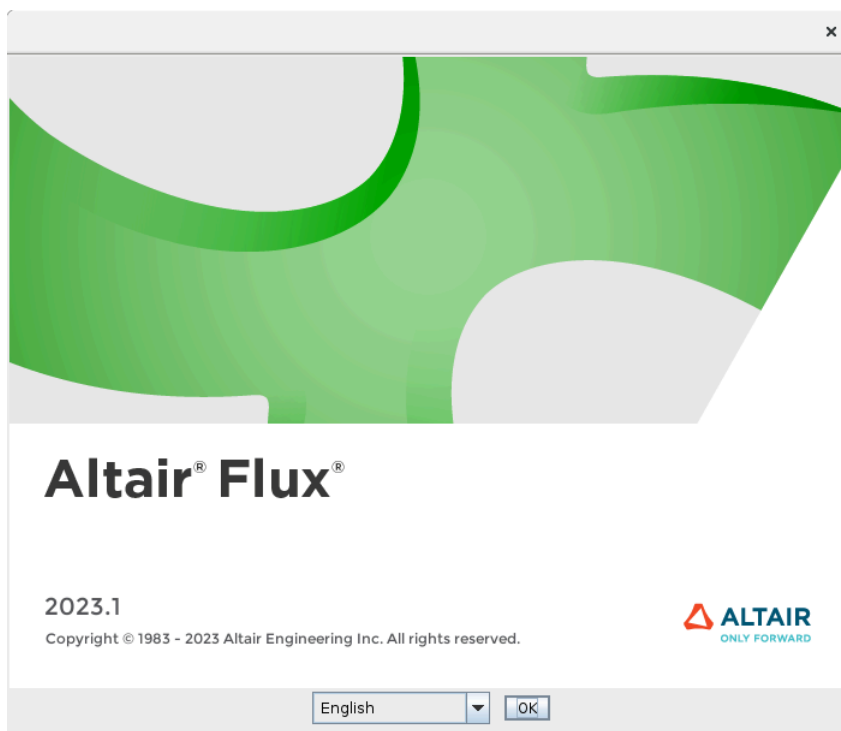 Altair® Flux®
2023.1
Copyright © 1983 - 2023 Altair Engineering Inc. All rights reserved.
ALTAIR
ONLY FORWARD
English
OK